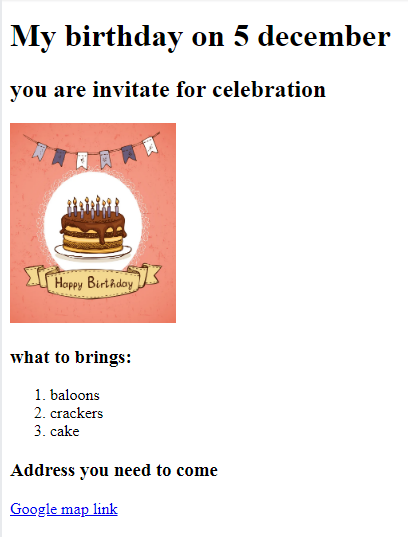 My birthday on 5 december
you are invitate for celebration
Happy Birthday
what to brings:
1. baloons
2. crackers
3. cake
Address you need to come
Google map link